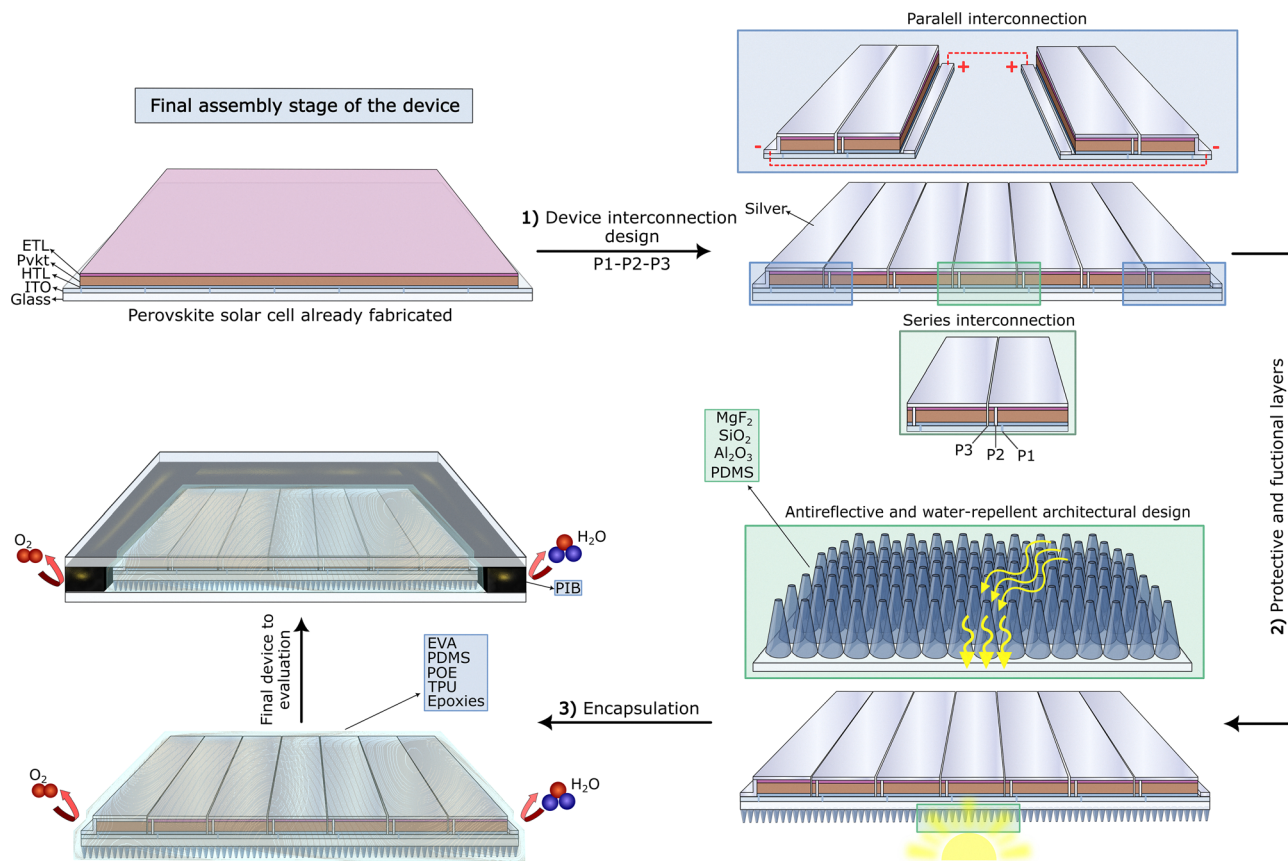 Final assembly stage of the device
ETL
Pvkt
HTL
ITO
Glass
Perovskite solar cell already fabricated
1) Device interconnection
design
P1-P2-P3
Paralell interconnection
+ +
- -
Silver
Series interconnection
P3 P2 P1
2) Protective and fuctional layers
MgF₂
SiO₂
Al₂O₃
PDMS
Antireflective and water-repellent architectural design
3) Encapsulation
EVA
PDMS
POE
TPU
Epoxies
O₂
H₂O
Final device to
evaluation
O₂
H₂O
PIB